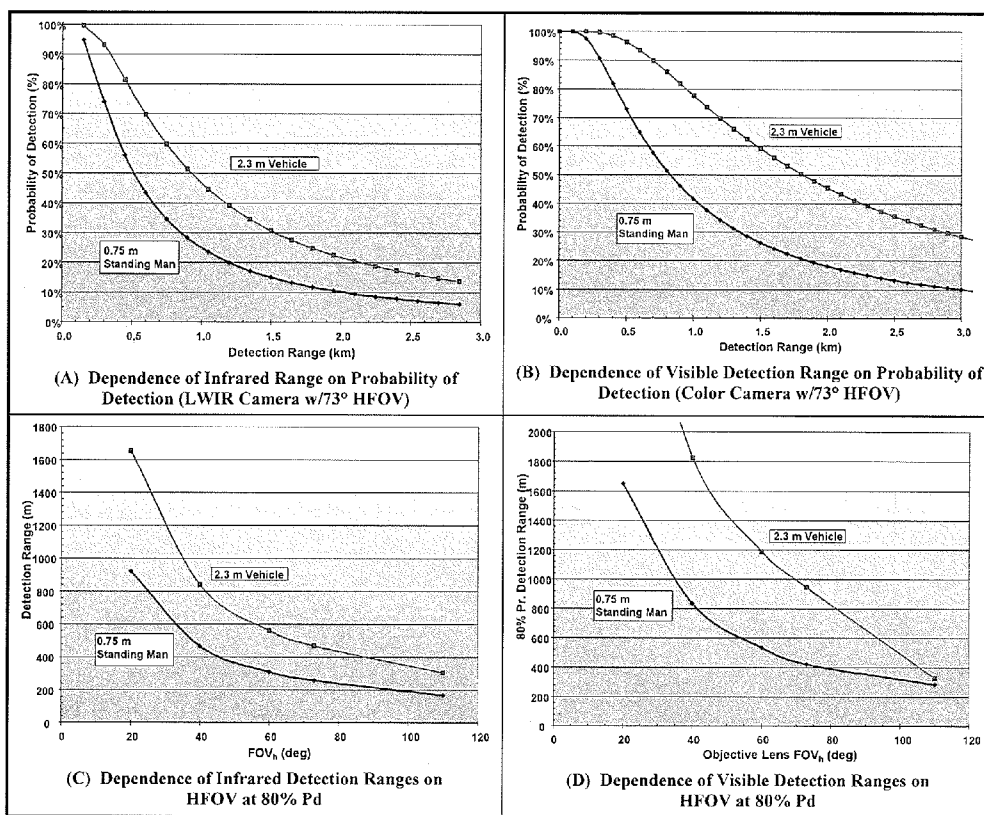 100%
90%
80%
70%
60%
50%
40%
30%
20%
10%
0%
Probability of Detection (%)
2.3 m Vehicle
0.75 m
Standing Man
0.0 0.5 1.0 1.5 2.0 2.5 3.0
Detection Range (km)
(A) Dependence of Infrared Range on Probability of
Detection (LWIR Camera w/73° HFOV)
100%
90%
80%
70%
60%
50%
40%
30%
20%
10%
0%
Probability of Detection (%)
2.3 m Vehicle
0.75 m
Standing Man
0.0 0.5 1.0 1.5 2.0 2.5 3.0
Detection Range (km)
(B) Dependence of Visible Detection Range on Probability of
Detection (Color Camera w/73° HFOV)
1800
1600
1400
1200
1000
800
600
400
200
0
Detection Range (m)
2.3 m Vehicle
0.75 m
Standing Man
0 20 40 60 80 100 120
FOVh (deg)
(C) Dependence of Infrared Detection Ranges on
HFOV at 80% Pd
2000
1800
1600
1400
1200
1000
800
600
400
200
0
80% Pr. Detection Range (m)
2.3 m Vehicle
0.75 m
Standing Man
0 20 40 60 80 100 120
Objective Lens FOVh (deg)
(D) Dependence of Visible Detection Ranges on
HFOV at 80% Pd